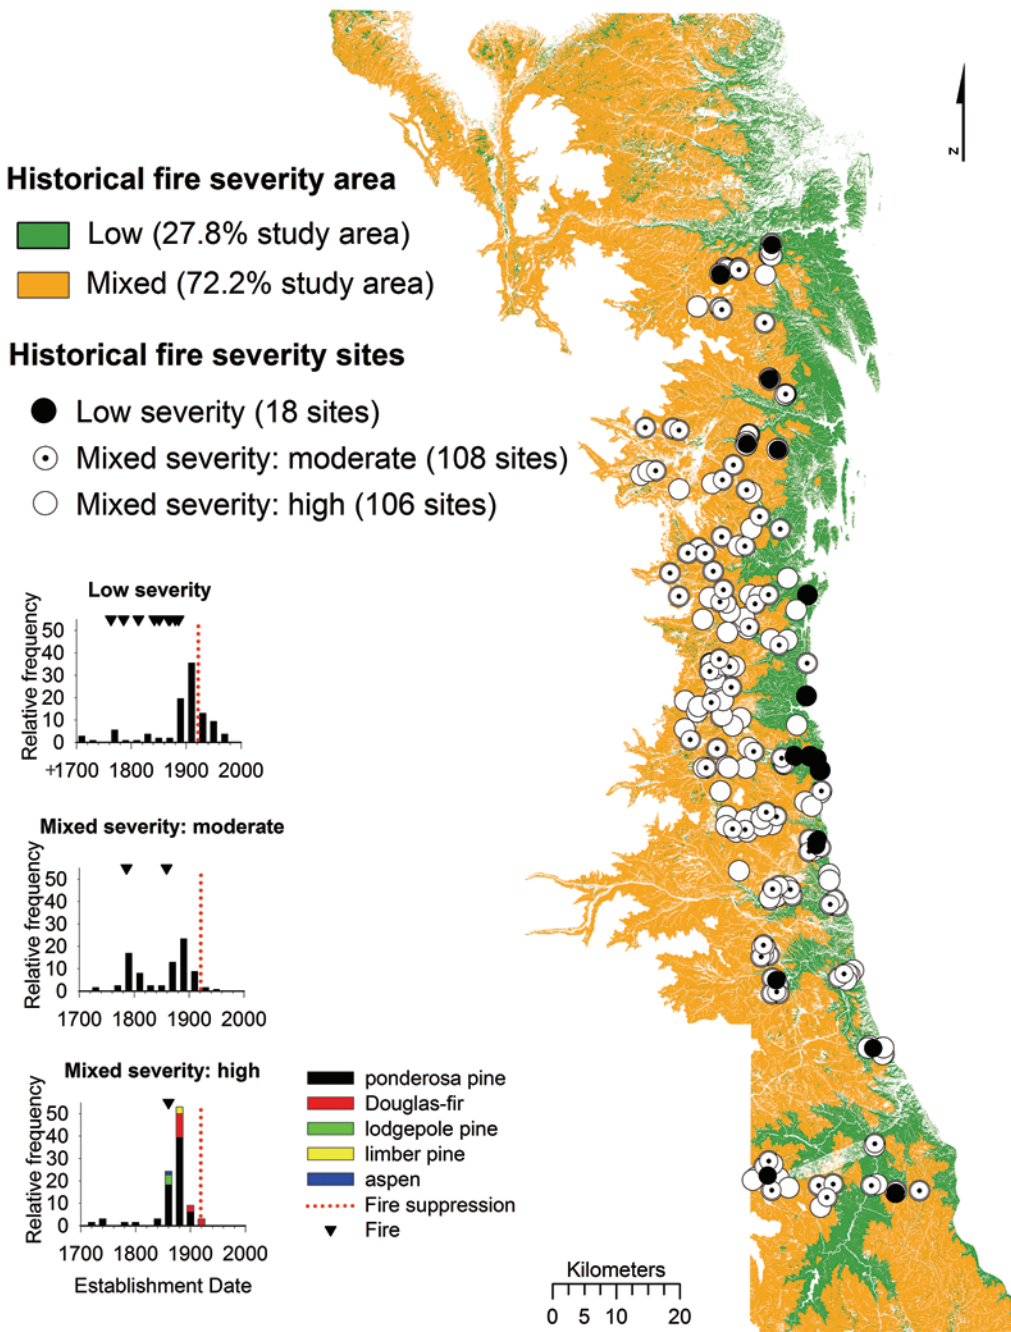 N
Historical fire severity area
Low (27.8% study area)
Mixed (72.2% study area)
Historical fire severity sites
Low severity (18 sites)
Mixed severity: moderate (108 sites)
Mixed severity: high (106 sites)
Low severity
Relative frequency
50
40
30
20
10
0
+1700 1800 1900 2000
Mixed severity: moderate
Relative frequency
50
40
30
20
10
0
1700 1800 1900 2000
Mixed severity: high
Relative frequency
50
40
30
20
10
0
1700 1800 1900 2000
Establishment Date
ponderosa pine
Douglas-fir
lodgepole pine
limber pine
aspen
Fire suppression
Fire
Kilometers
0 5 10 20